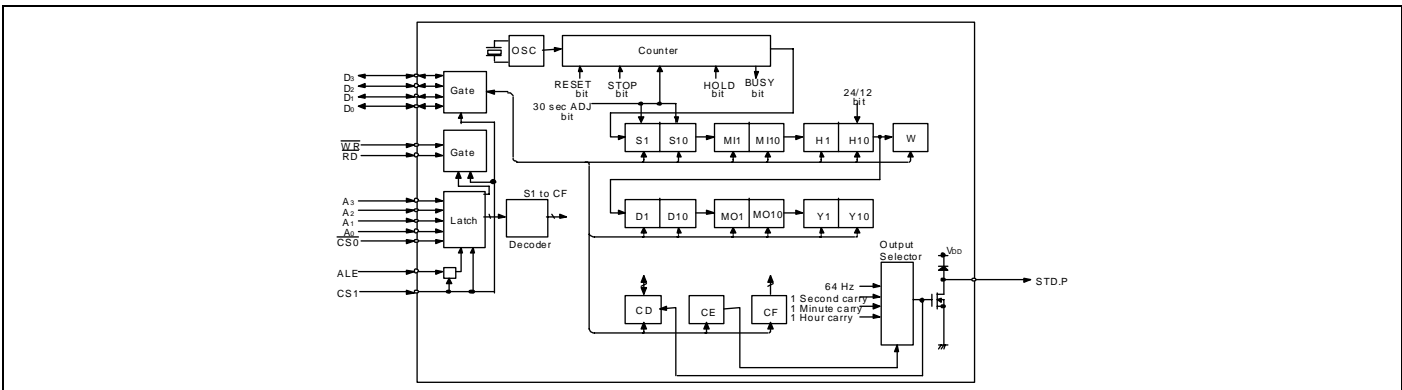 OSC
Counter
RESET
bit
STOP
bit
HOLD
bit
BUSY
bit
30 sec ADJ
bit
24/12
bit
D3
D2
D1
D0
Gate
WR
RD
Gate
S1
S10
MI1
MI10
H1
H10
W
A3
A2
A1
A0
CS0
Latch
S1 to CF
Decoder
D1
D10
MO1
MO10
Y1
Y10
ALE
CS1
Output
Selector
VDD
STD.P
64 Hz
1 Second carry
1 Minute carry
1 Hour carry
CD
CE
CF